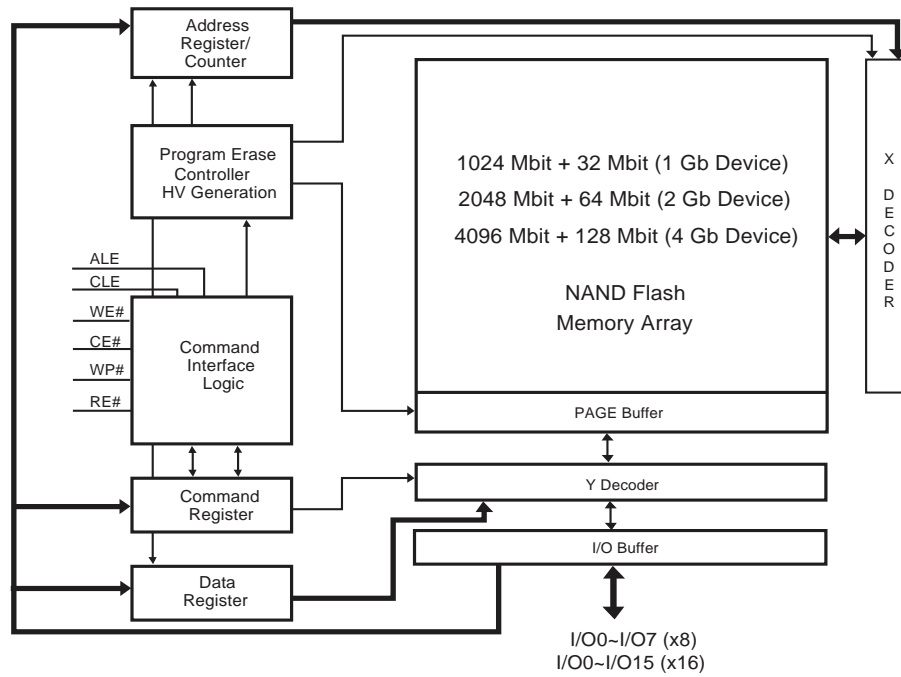 Address
Register/
Counter
Program Erase
Controller
HV Generation
ALE
CLE
WE#
CE#
WP#
RE#
Command
Interface
Logic
Command
Register
Data
Register
1024 Mbit + 32 Mbit (1 Gb Device)
2048 Mbit + 64 Mbit (2 Gb Device)
4096 Mbit + 128 Mbit (4 Gb Device)
NAND Flash
Memory Array
PAGE Buffer
Y Decoder
I/O Buffer
I/O0~I/O7 (x8)
I/O0~I/O15 (x16)
X DECODER